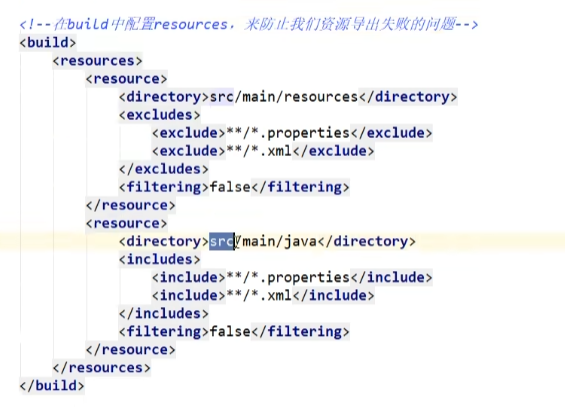 <!--在build中配置resources，来防止我们资源导出失败的问题-->
<build>
    <resources>
        <resource>
            <directory>src/main/resources</directory>
            <excludes>
                <exclude>**/*.properties</exclude>
                <exclude>**/*.xml</exclude>
            </excludes>
            <filtering>false</filtering>
        </resource>
        <resource>
            <directory>src/main/java</directory>
            <includes>
                <include>**/*.properties</include>
                <include>**/*.xml</include>
            </includes>
            <filtering>false</filtering>
        </resource>
    </resources>
</build>